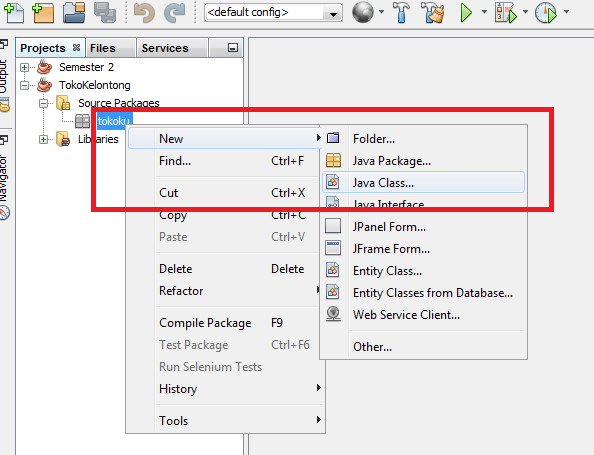 <default config>
Projects
Files
Services
Output
Navigator
Semester 2
TokoKelontong
Source Packages
tokoku
Libraries
New
Find... Ctrl+F
Cut Ctrl+X
Copy Ctrl+C
Paste Ctrl+V
Delete Delete
Refactor
Compile Package F9
Test Package Ctrl+F6
Run Selenium Tests
History
Tools
Folder...
Java Package...
Java Class...
Java Interface
JPanel Form...
JFrame Form...
Entity Class...
Entity Classes from Database...
Web Service Client...
Other...